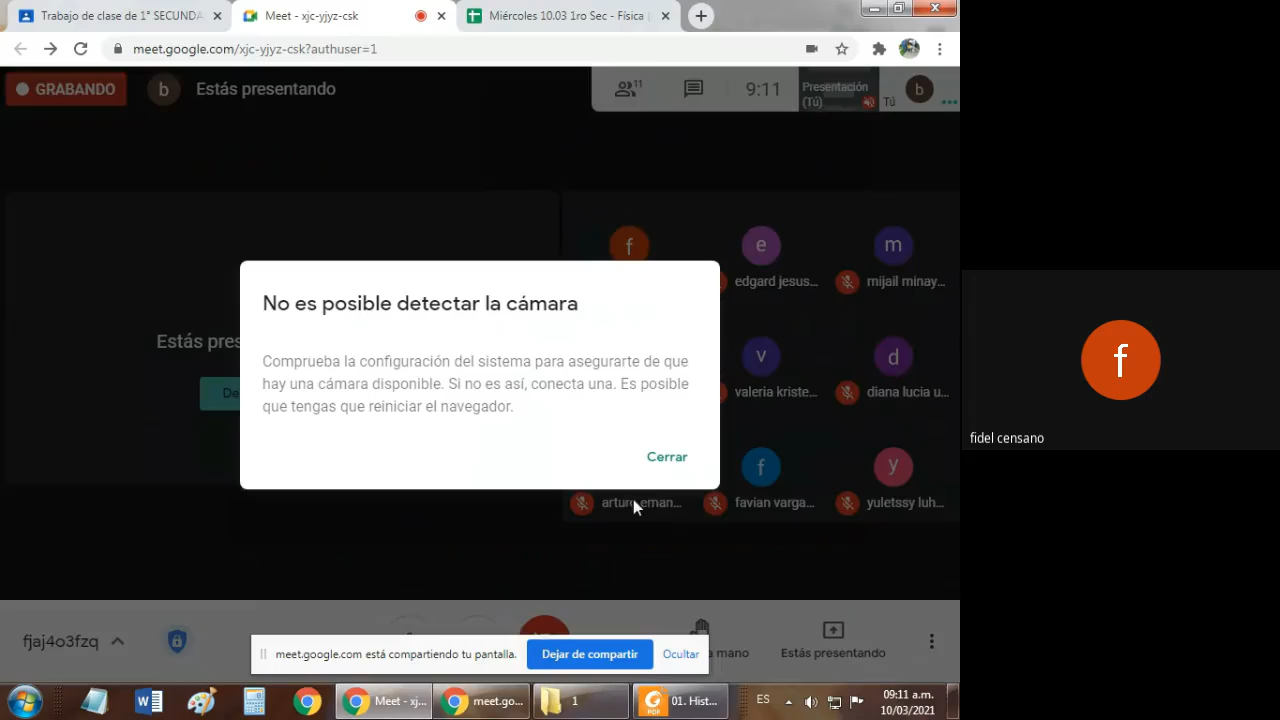 Trabajo de clase de 1° SECUNDA
Meet - xjc-yjyz-csk
Miércoles 10.03 1ro Sec - Física
meet.google.com/xjc-yjyz-csk?authuser=1
GRABANDO
b
Estás presentando
11
9:11
Presentación
(Tú)
Tú
b
f
e
m
edgard jesus...
mijail minay...
No es posible detectar la cámara
Estás pres
Comprueba la configuración del sistema para asegurarte de que
hay una cámara disponible. Si no es así, conecta una. Es posible
que tengas que reiniciar el navegador.
v
d
valeria kriste...
diana lucia u...
De
Cerrar
f
y
arturo eman...
favian varga...
yuletssy luh...
f
fidel censano
fjaj4o3fzq
meet.google.com está compartiendo tu pantalla.
Dejar de compartir
Ocultar
a mano
Estás presentando
Meet - xj...
meet.go...
1
01. Hist...
ES
09:11 a.m.
10/03/2021